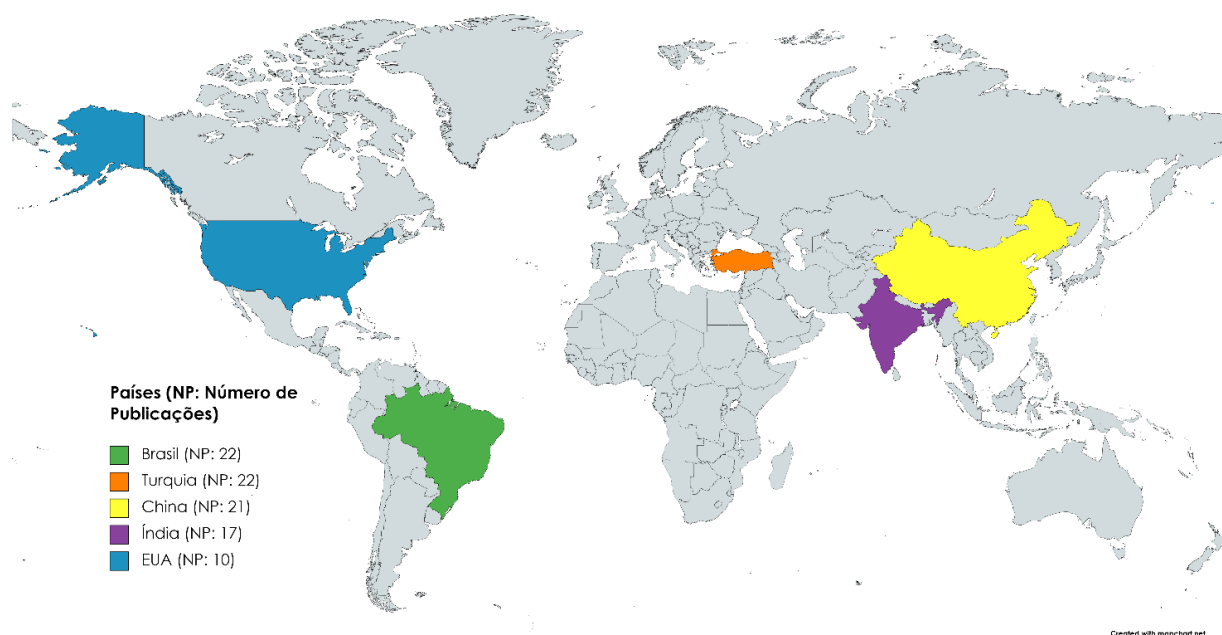 Países (NP: Número de
Publicações)
Brasil (NP: 22)
Turquia (NP: 22)
China (NP: 21)
Índia (NP: 17)
EUA (NP: 10)
Created with mapchart.net